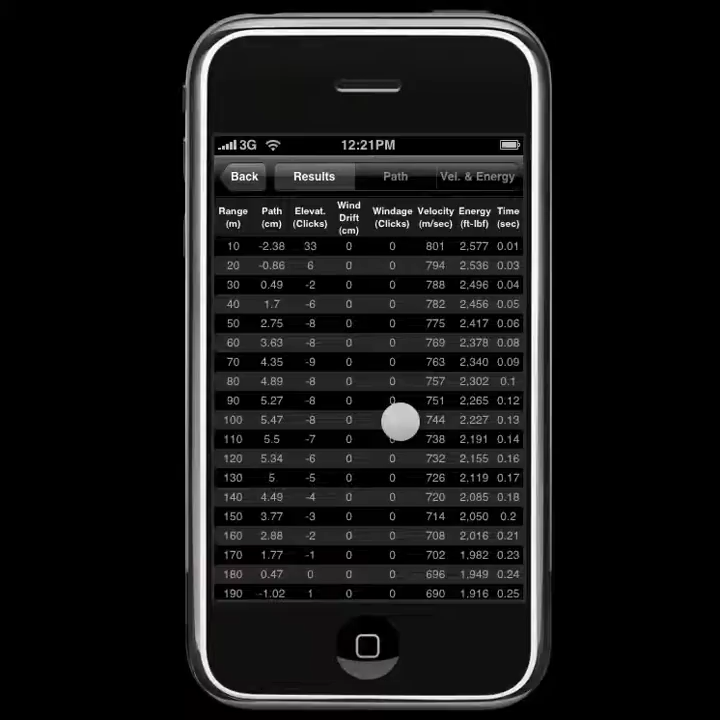 3G 12:21PM
Back Results Path Vel. & Energy
Range (m) Path (cm) Elevat. (Clicks) Wind Drift (cm) Windage (Clicks) Velocity (m/sec) Energy (ft-lbf) Time (sec)
10 -2.38 33 0 0 801 2,577 0.01
20 -0.86 6 0 0 794 2.536 0.03
30 0.49 -2 0 0 788 2,496 0.04
40 1.7 -6 0 0 782 2,456 0.05
50 2.75 -8 0 0 775 2,417 0.06
60 3.63 -8 0 0 769 2,378 0.08
70 4.35 -9 0 0 763 2,340 0.09
80 4.89 -8 0 0 757 2,302 0.1
90 5.27 -8 0 0 751 2,265 0.12
100 5.47 -8 0 744 2,227 0.13
110 5.5 -7 0 0 738 2,191 0.14
120 5.34 -6 0 0 732 2,155 0.16
130 5 -5 0 0 726 2,119 0.17
140 4.49 -4 0 0 720 2,085 0.18
150 3.77 -3 0 0 714 2,050 0.2
160 2.88 -2 0 0 708 2,016 0.21
170 1.77 -1 0 0 702 1,982 0.23
180 0.47 0 0 0 696 1,949 0.24
190 -1.02 1 0 0 690 1,916 0.25